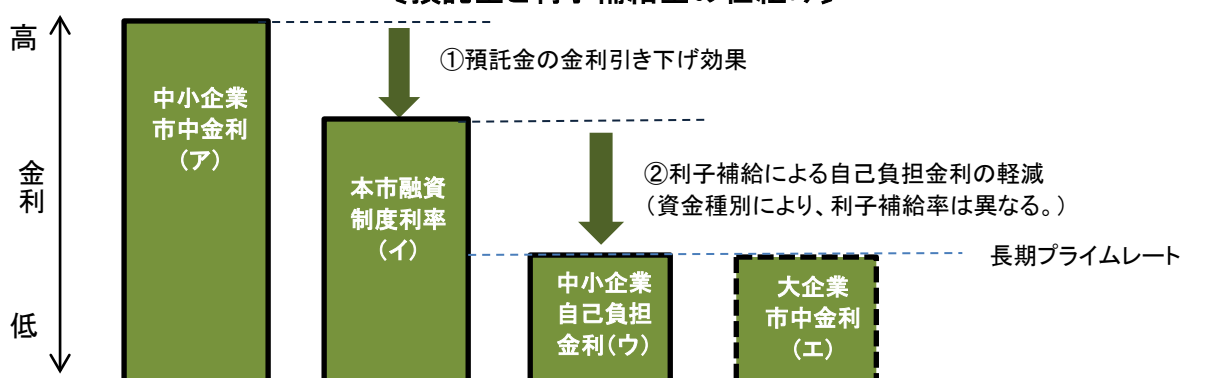 高
①預託金の金利引き下げ効果
中小企業
市中金利
（ア）
金
利
本市融資
制度利率
（イ）
②利子補給による自己負担金利の軽減
（資金種別により、利子補給率は異なる。）
長期プライムレート
中小企業
自己負担
金利（ウ）
大企業
市中金利
（エ）
低